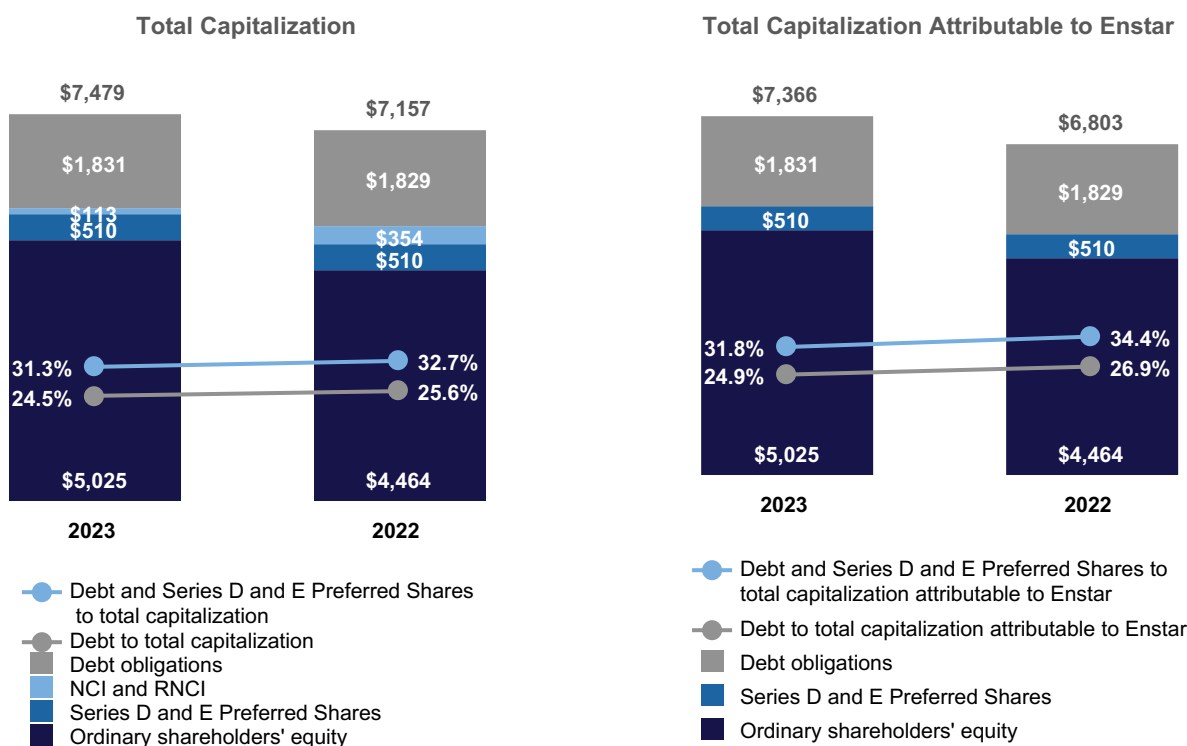 Total Capitalization
$7,479
$7,157
$1,831
$1,829
$113
$510
$354
$510
31.3%
32.7%
24.5%
25.6%
$5,025
$4,464
2023
2022
Debt and Series D and E Preferred Shares
to total capitalization
Debt to total capitalization
Debt obligations
NCI and RNCI
Series D and E Preferred Shares
Ordinary shareholders' equity
Total Capitalization Attributable to Enstar
$7,366
$6,803
$1,831
$1,829
$510
$510
31.8%
34.4%
24.9%
26.9%
$5,025
$4,464
2023
2022
Debt and Series D and E Preferred Shares to
total capitalization attributable to Enstar
Debt to total capitalization attributable to Enstar
Debt obligations
Series D and E Preferred Shares
Ordinary shareholders' equity